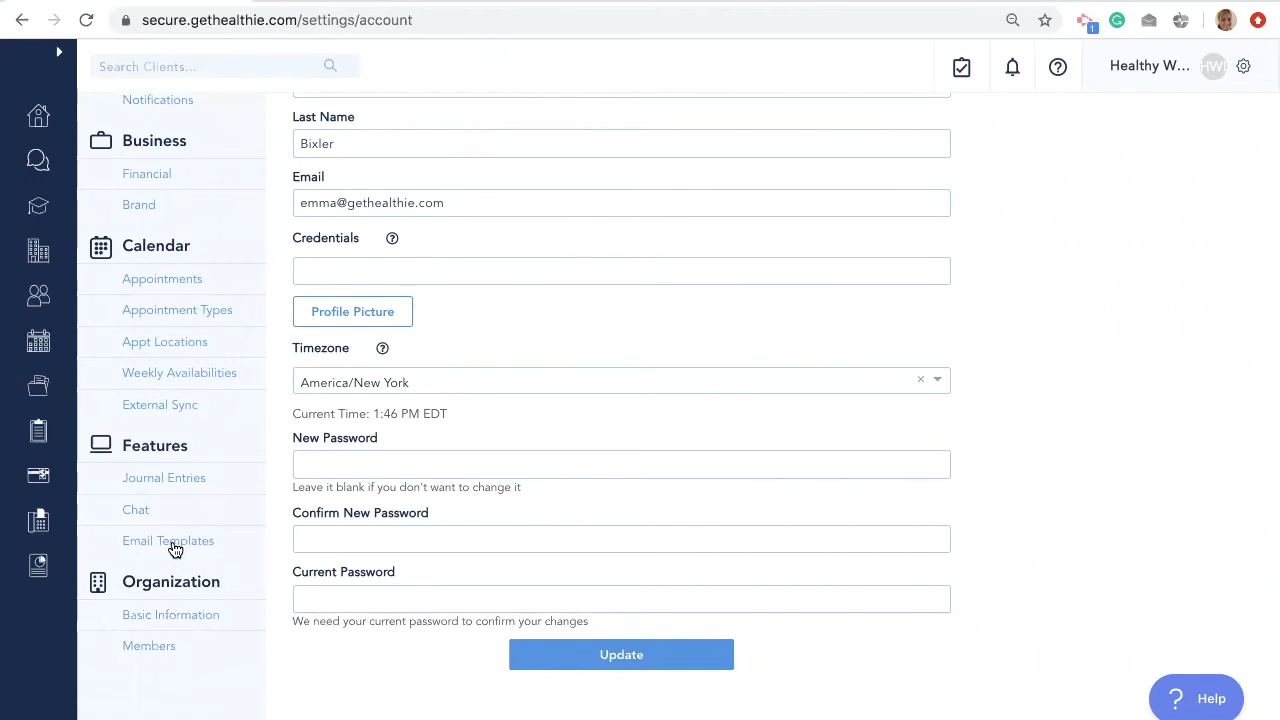 secure.gethealthie.com/settings/account
1
Search Clients...
Healthy W...
HWD
Notifications
Business
Financial
Brand
Calendar
Appointments
Appointment Types
Appt Locations
Weekly Availabilities
External Sync
Features
Journal Entries
Chat
Email Templates
Organization
Basic Information
Members
Last Name
Bixler
Email
emma@gethealthie.com
Credentials
Profile Picture
Timezone
America/New York
Current Time: 1:46 PM EDT
New Password
Leave it blank if you don't want to change it
Confirm New Password
Current Password
We need your current password to confirm your changes
Update
? Help